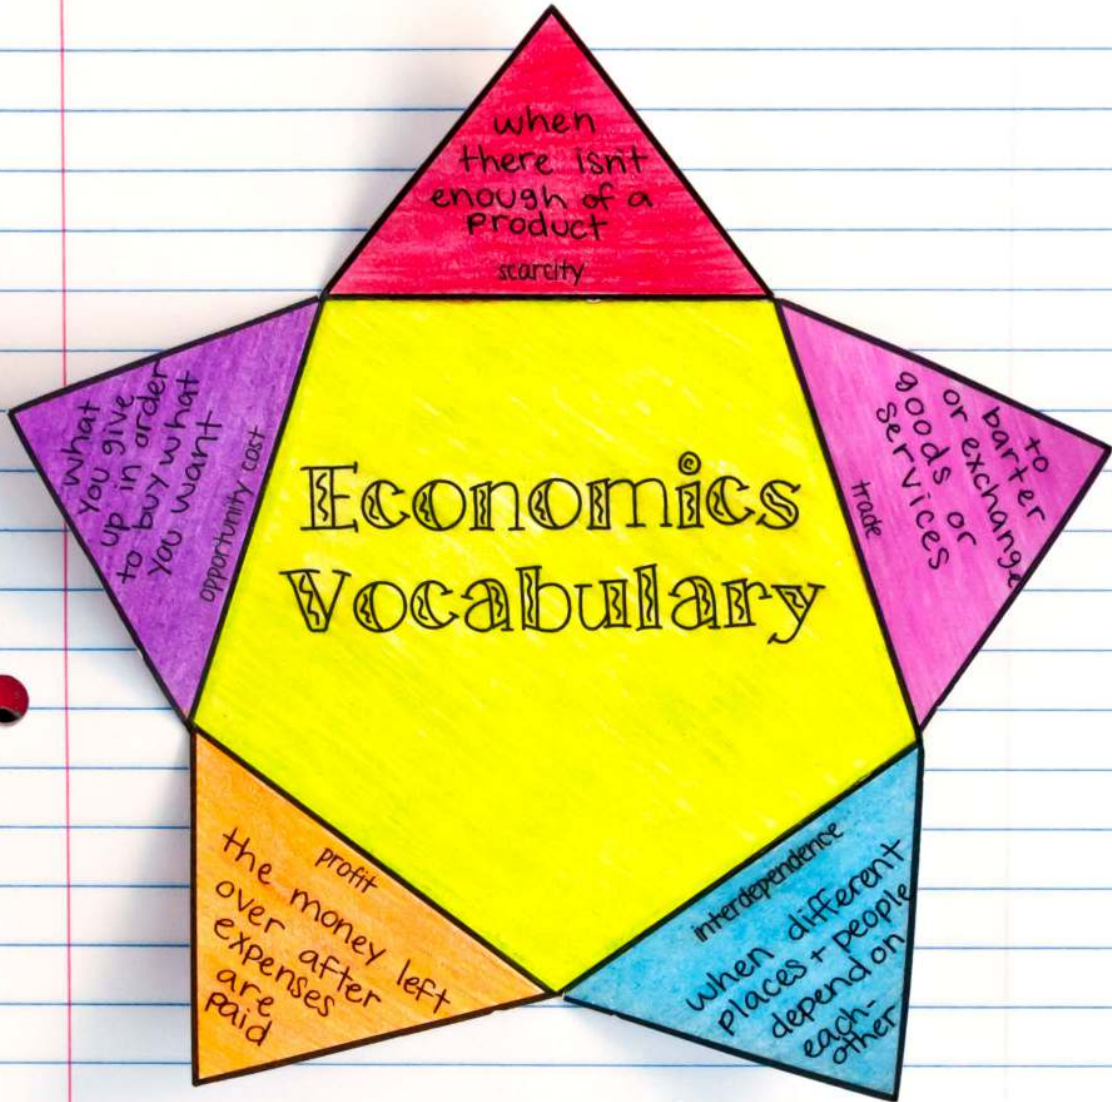 Economics
Vocabulary
when
there isn't
enough of a
product
scarcity
to
barter
or exchange
goods or
services
trade
interdependence
when different
places + people
depend on
each-
other
profit
the money left
over after
expenses
are
paid
what
you give
up in order
to buy what
you want
opportunity cost